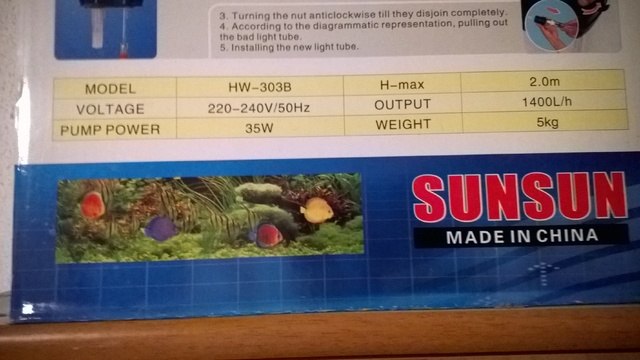 3. Turning the nut anticlockwise till they disjoin completely.
4. According to the diagrammatic representation, pulling out
the bad light tube.
5. Installing the new light tube.
MODEL HW-303B H-max 2.0m
VOLTAGE 220-240V/50Hz OUTPUT 1400L/h
PUMP POWER 35W WEIGHT 5kg
SUNSUN
MADE IN CHINA